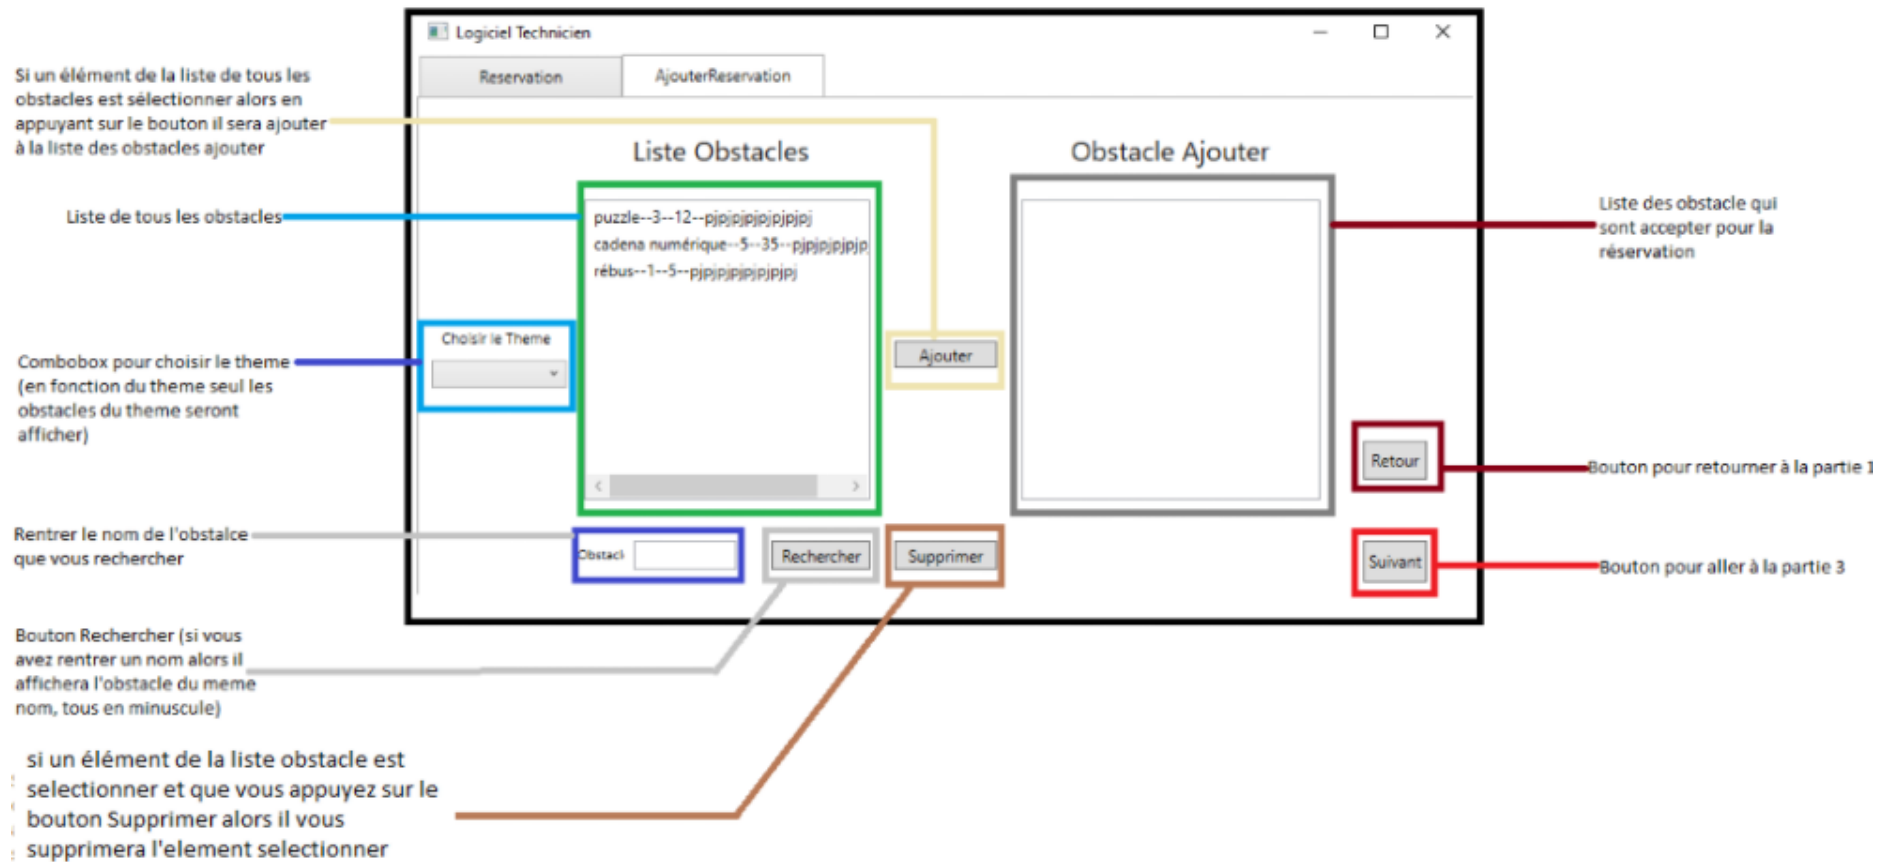 Logiciel Technicien
Reservation
AjouterReservation
Si un élément de la liste de tous les
obstacles est sélectionner alors en
appuyant sur le bouton il sera ajouter
à la liste des obstacles ajouter
Liste Obstacles
Obstacle Ajouter
Liste de tous les obstacles
puzzle--3--12--pjpjpjpjpjpjpjpj
cadena numérique--5--35--pjpjpjpjpjp
rébus--1--5--pjpjpjpjpjpjpjpj
Liste des obstacle qui
sont accepter pour la
réservation
Choisir le Theme
Ajouter
Combobox pour choisir le theme
(en fonction du theme seul les
obstacles du theme seront
afficher)
Retour
Bouton pour retourner à la partie 1
Rentrer le nom de l'obstalce
que vous rechercher
Obstacl
Rechercher
Supprimer
Suivant
Bouton pour aller à la partie 3
Bouton Rechercher (si vous
avez rentrer un nom alors il
affichera l'obstacle du meme
nom, tous en minuscule)
si un élément de la liste obstacle est
selectionner et que vous appuyez sur le
bouton Supprimer alors il vous
supprimera l'element selectionner